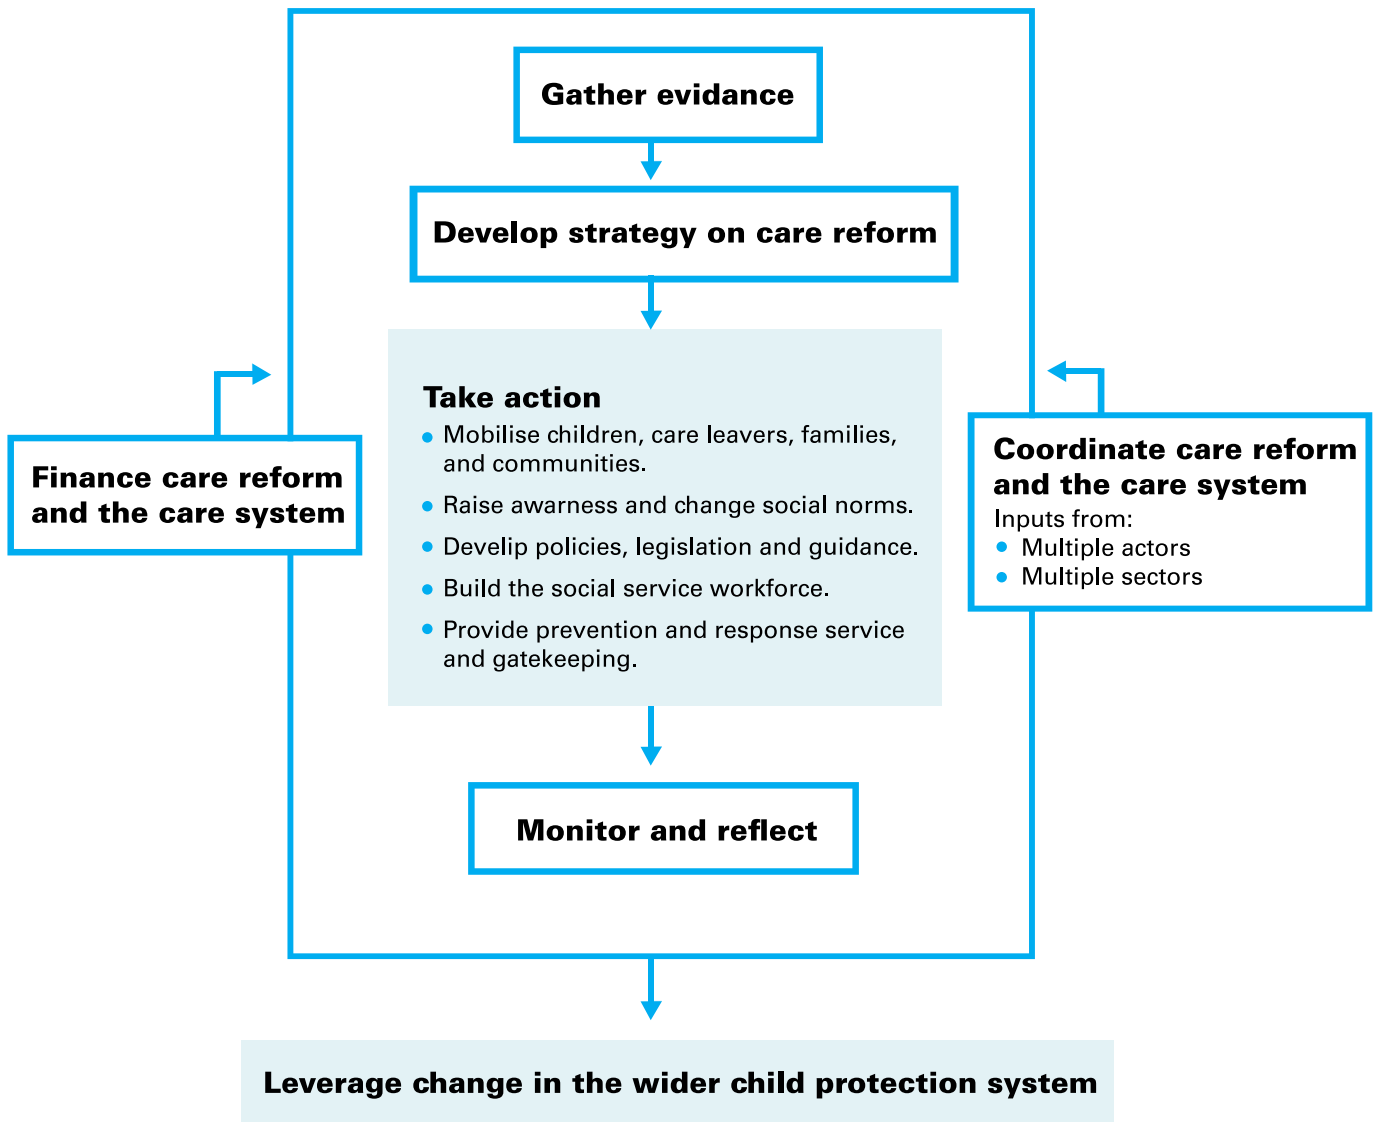 Gather evidance
Develop strategy on care reform
Take action
Mobilise children, care leavers, families,
and communities.
Raise awarness and change social norms.
Develip policies, legislation and guidance.
Build the social service workforce.
Provide prevention and response service
and gatekeeping.
Finance care reform
and the care system
Coordinate care reform
and the care system
Inputs from:
Multiple actors
Multiple sectors
Monitor and reflect
Leverage change in the wider child protection system